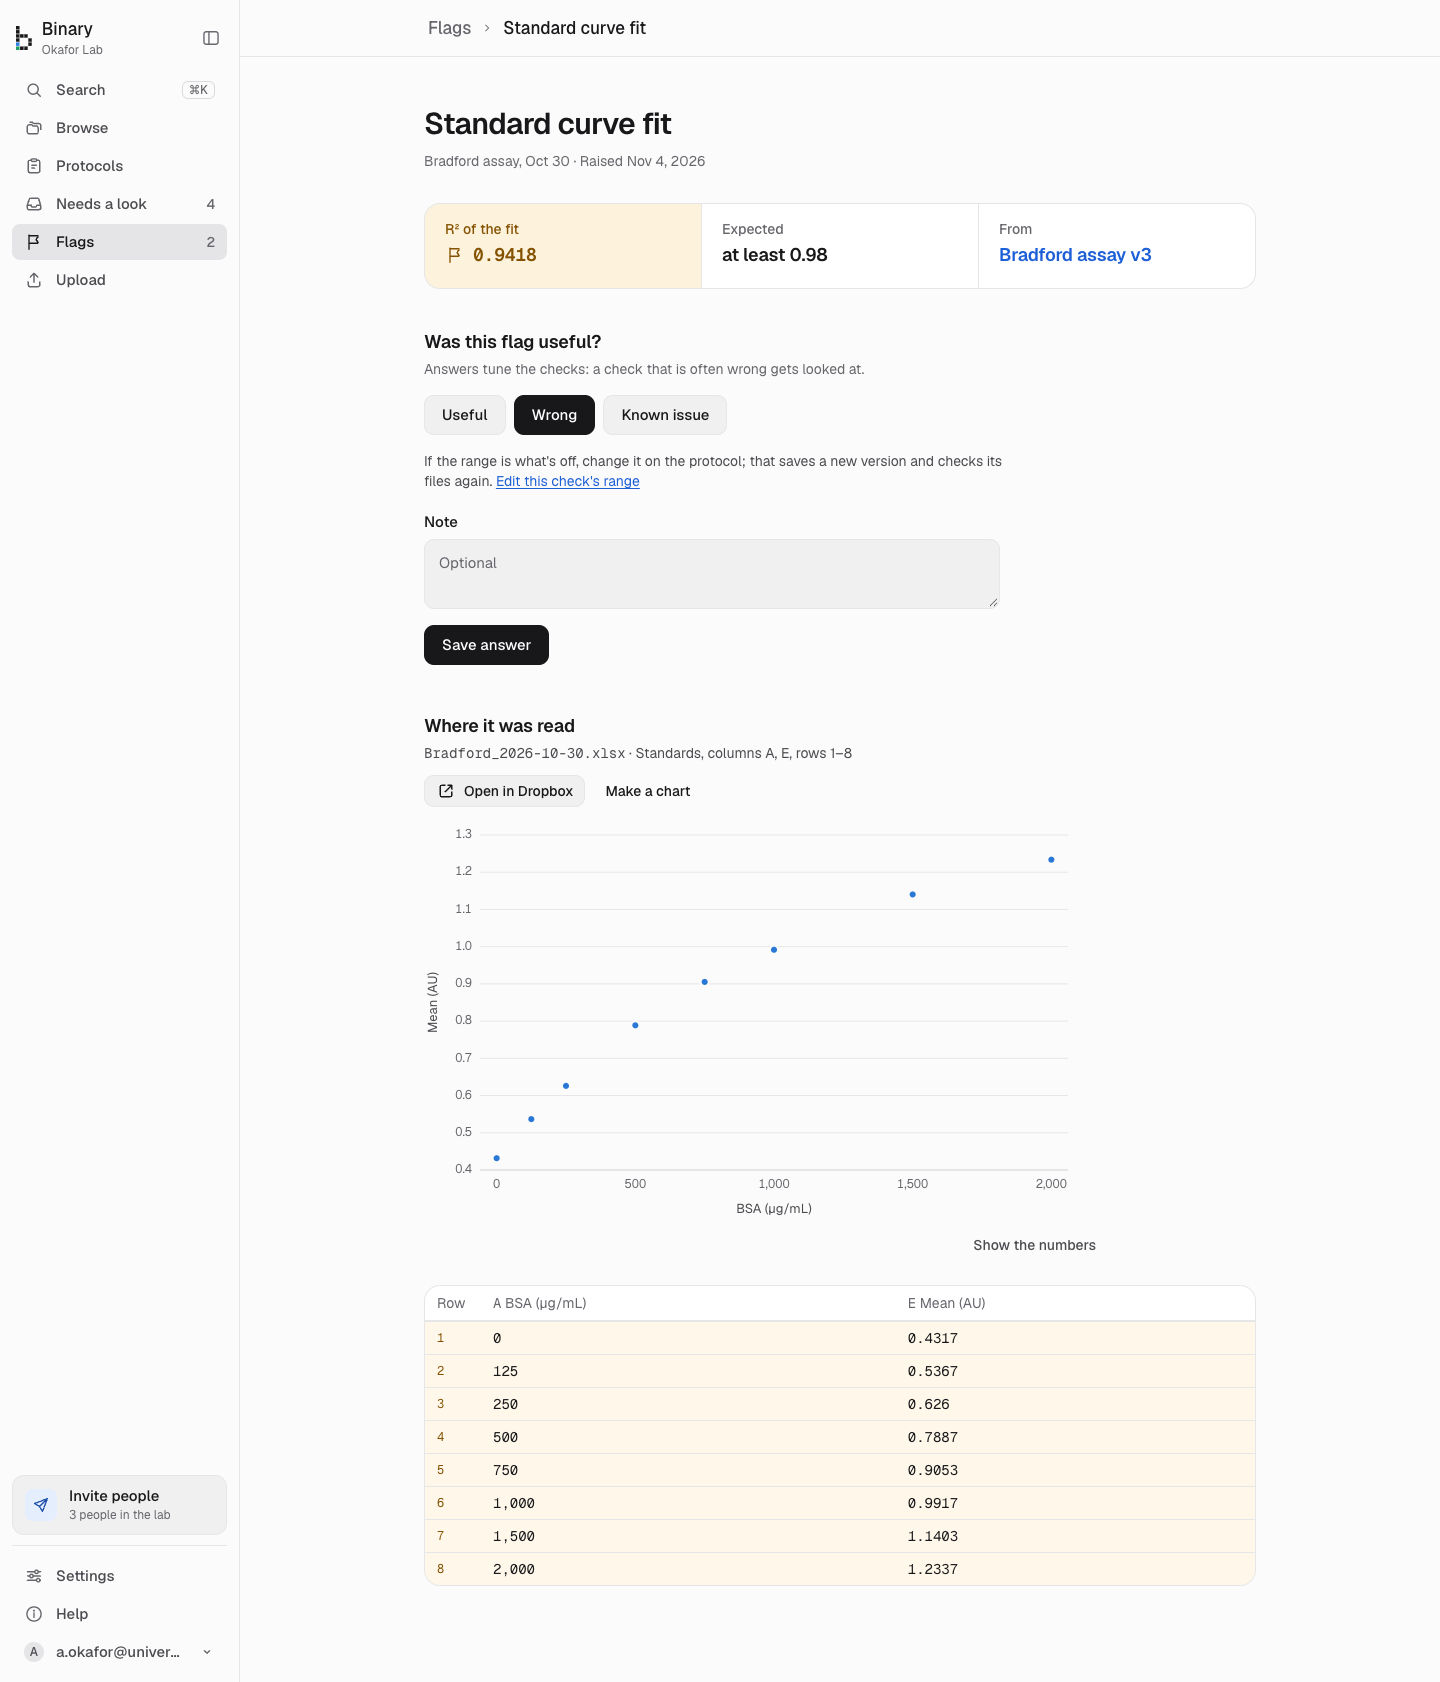 Binary
Okafor Lab
Search ⌘K
Browse
Protocols
Needs a look 4
Flags 2
Upload
Invite people
3 people in the lab
Settings
Help
A a.okafor@univer...
Flags › Standard curve fit
Standard curve fit
Bradford assay, Oct 30 · Raised Nov 4, 2026
R² of the fit
0.9418
Expected
at least 0.98
From
Bradford assay v3
Was this flag useful?
Answers tune the checks: a check that is often wrong gets looked at.
Useful Wrong Known issue
If the range is what's off, change it on the protocol; that saves a new version and checks its
files again. Edit this check's range
Note
Optional
Save answer
Where it was read
Bradford_2026-10-30.xlsx · Standards, columns A, E, rows 1–8
Open in Dropbox Make a chart
Mean (AU)
1.3
1.2
1.1
1.0
0.9
0.8
0.7
0.6
0.5
0.4
0 500 1,000 1,500 2,000
BSA (µg/mL)
Show the numbers
Row A BSA (µg/mL) E Mean (AU)
1 0 0.4317
2 125 0.5367
3 250 0.626
4 500 0.7887
5 750 0.9053
6 1,000 0.9917
7 1,500 1.1403
8 2,000 1.2337